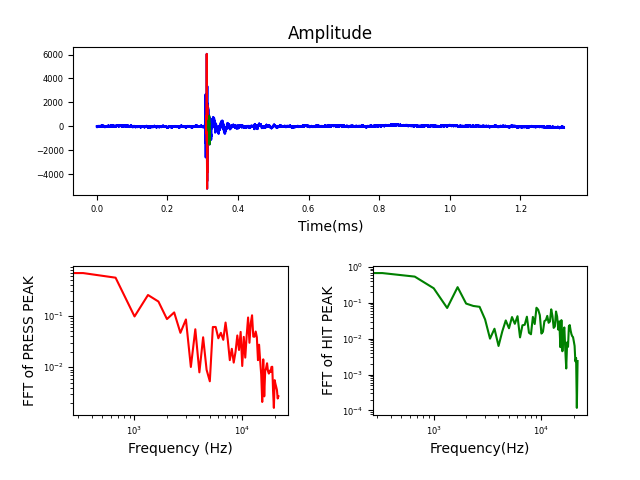 Amplitude
6000
4000
2000
0
−2000
−4000
0.0 0.2 0.4 0.6 0.8 1.0 1.2
Time(ms)
FFT of PRESS PEAK
10⁻¹
10⁻²
10³ 10⁴
Frequency (Hz)
FFT of HIT PEAK
10⁰
10⁻¹
10⁻²
10⁻³
10⁻⁴
10³ 10⁴
Frequency(Hz)